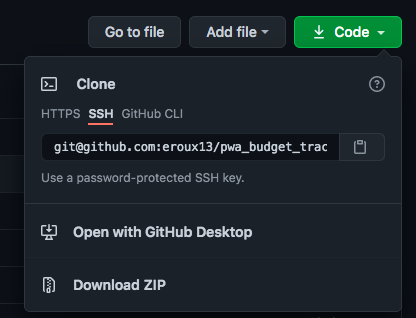 Go to file Add file Code
Clone
HTTPS SSH GitHub CLI
git@github.com:eroux13/pwa_budget_trac
Use a password-protected SSH key.
Open with GitHub Desktop
Download ZIP